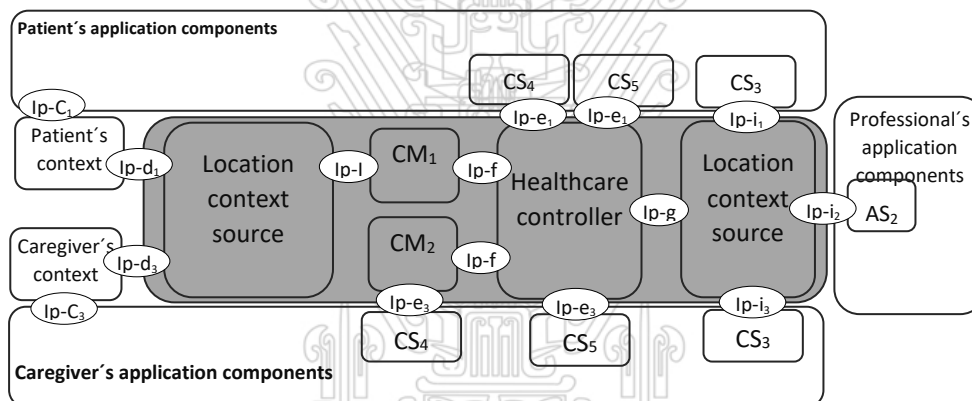 Patient´s application components
CS4
CS5
CS3
Ip-C1
Ip-e1
Ip-e1
Ip-i1
Patient´s
context
Ip-d1
Location
context
source
Ip-I
CM1
Ip-f
Healthcare
controller
Ip-g
Location
context
source
Ip-i2
Professional´s
application
components
AS2
CM2
Ip-f
Caregiver´s
context
Ip-d3
Ip-C3
Ip-e3
Ip-e3
Ip-i3
CS4
CS5
CS3
Caregiver´s application components